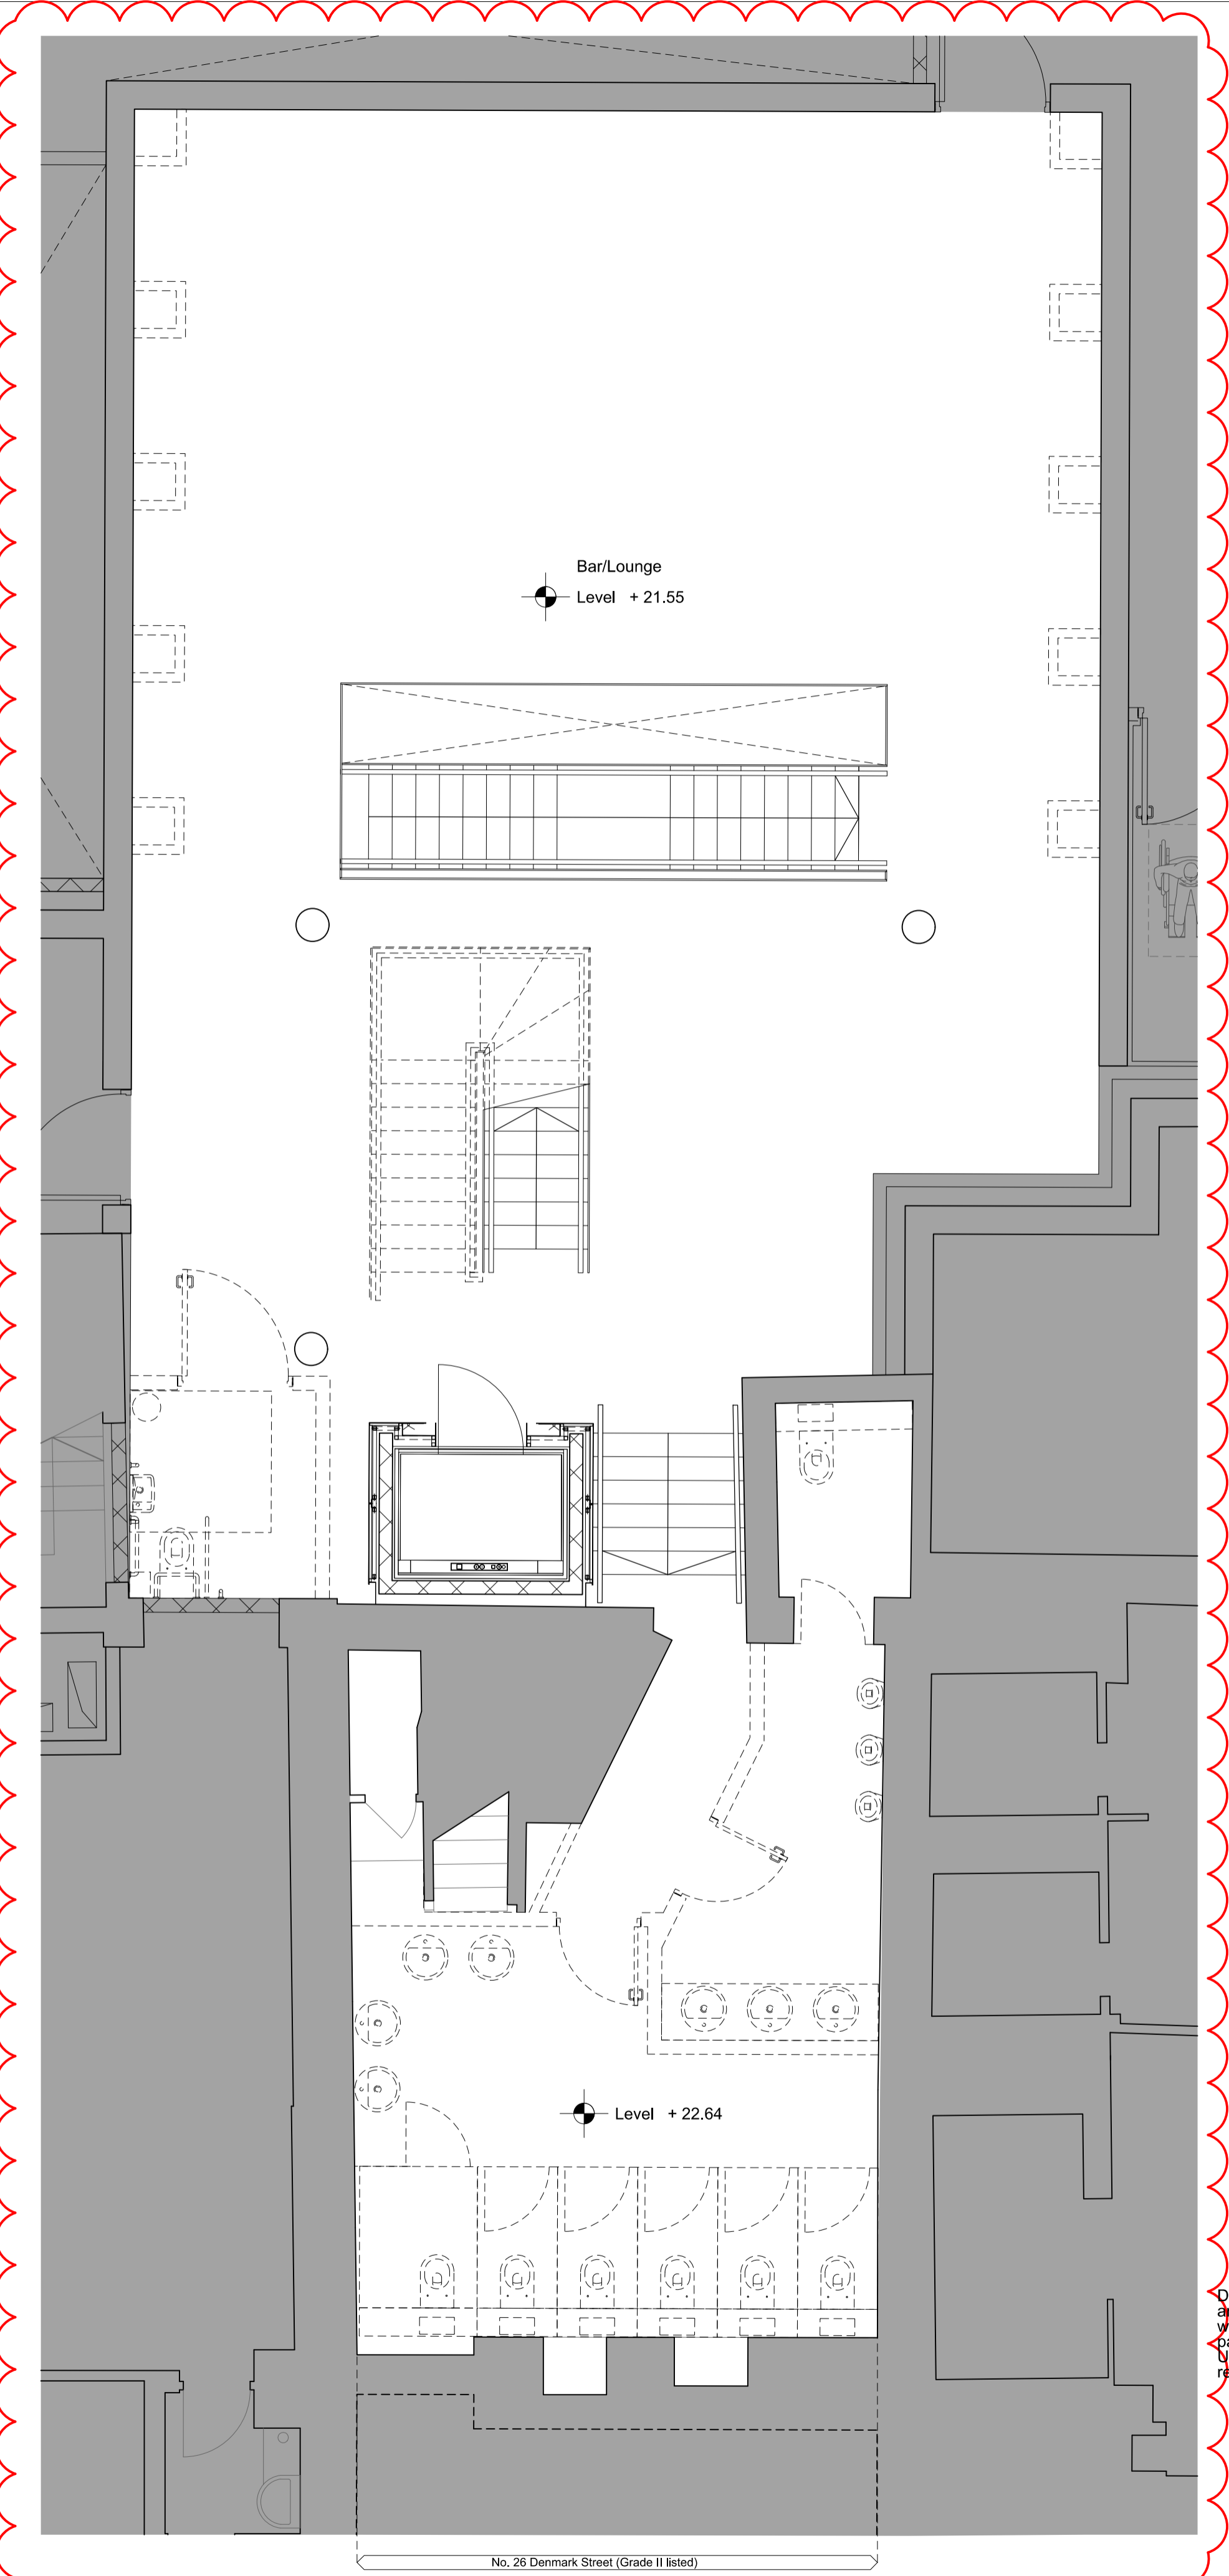 Bar/Lounge
Level + 21.55
Level + 22.64
No. 26 Denmark Street (Grade II listed)